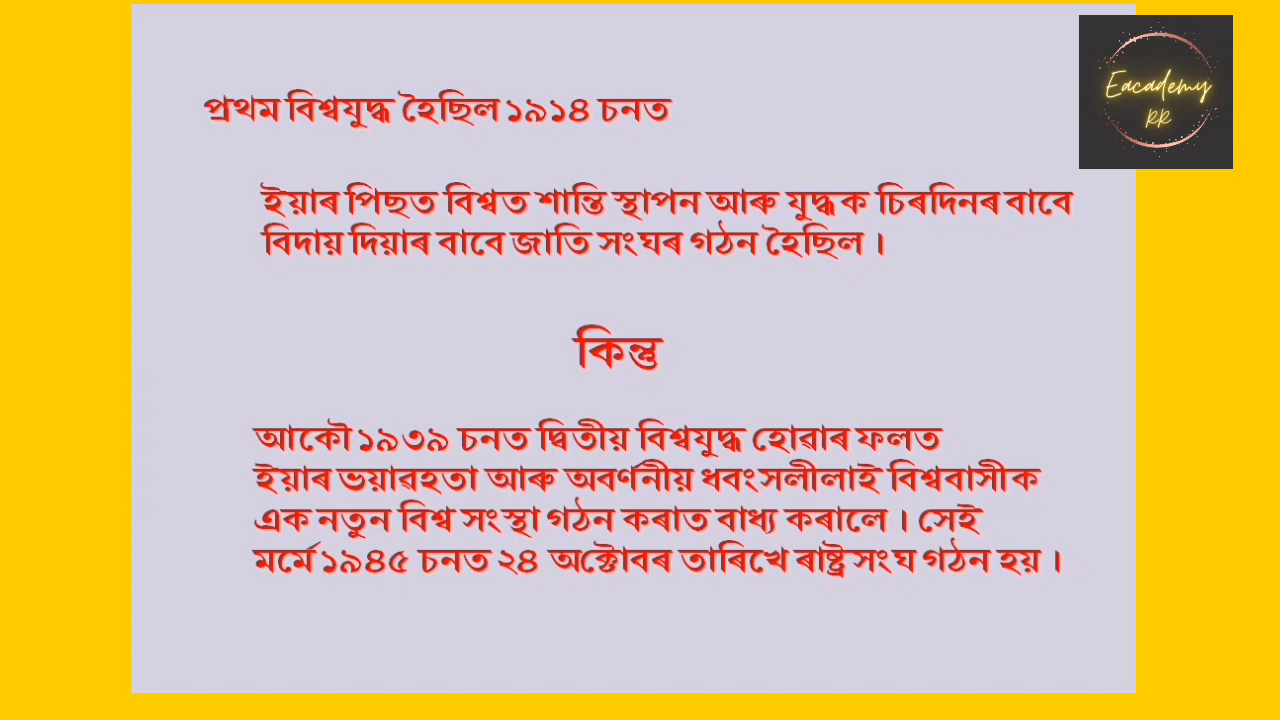 প্ৰথম বিশ্বযুদ্ধ হৈছিল ১৯১৪ চনত
Eacademy
RR
ইয়াৰ পিছত বিশ্বত শান্তি স্থাপন আৰু যুদ্ধক চিৰদিনৰ বাবে
বিদায় দিয়াৰ বাবে জাতি সংঘৰ গঠন হৈছিল ।
কিন্তু
আকৌ ১৯৩৯ চনত দ্বিতীয় বিশ্বযুদ্ধ হোৱাৰ ফলত
ইয়াৰ ভয়াৱহতা আৰু অবৰ্ণনীয় ধবংসলীলাই বিশ্ববাসীক
এক নতুন বিশ্ব সংস্থা গঠন কৰাত বাধ্য কৰালে । সেই
মৰ্মে ১৯৪৫ চনত ২৪ অক্টোবৰ তাৰিখে ৰাষ্ট্ৰসংঘ গঠন হয় ।